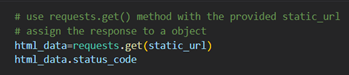 # use requests.get() method with the provided static_url
# assign the response to a object
html_data=requests.get(static_url)
html_data.status_code